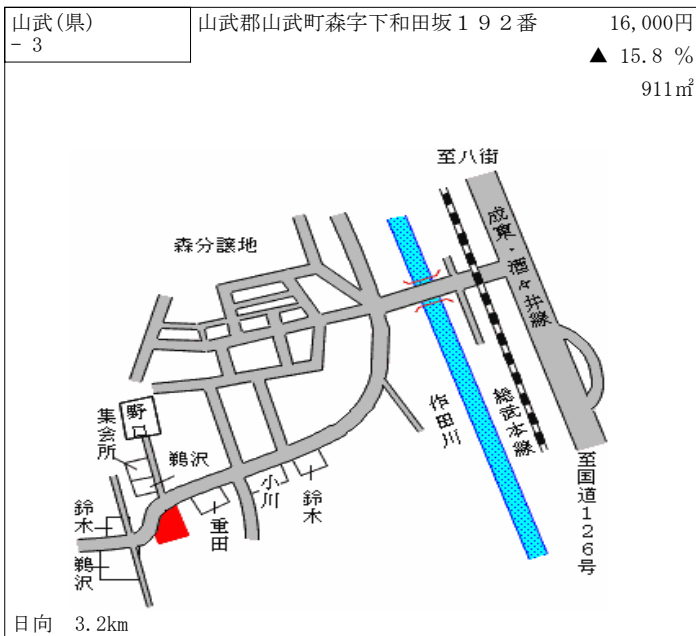 山武(県)
- 3
山武郡山武町森字下和田坂１９２番
16,000円
▲ 15.8 %
911㎡
至八街
成東・酒々井線
森分譲地
作田川
総武本線
至国道126号
野口
集会所
鵜沢
小川
鈴木
重田
鈴木
鵜沢
日向 3.2km